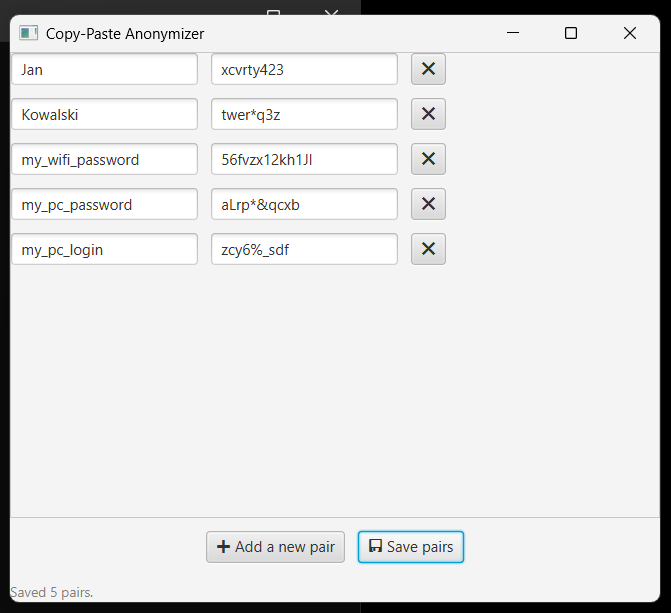 Copy-Paste Anonymizer
Jan xcvrty423
Kowalski twer*q3z
my_wifi_password 56fvzx12kh1Jl
my_pc_password aLrp*&qcxb
my_pc_login zcy6%_sdf
Add a new pair Save pairs
Saved 5 pairs.